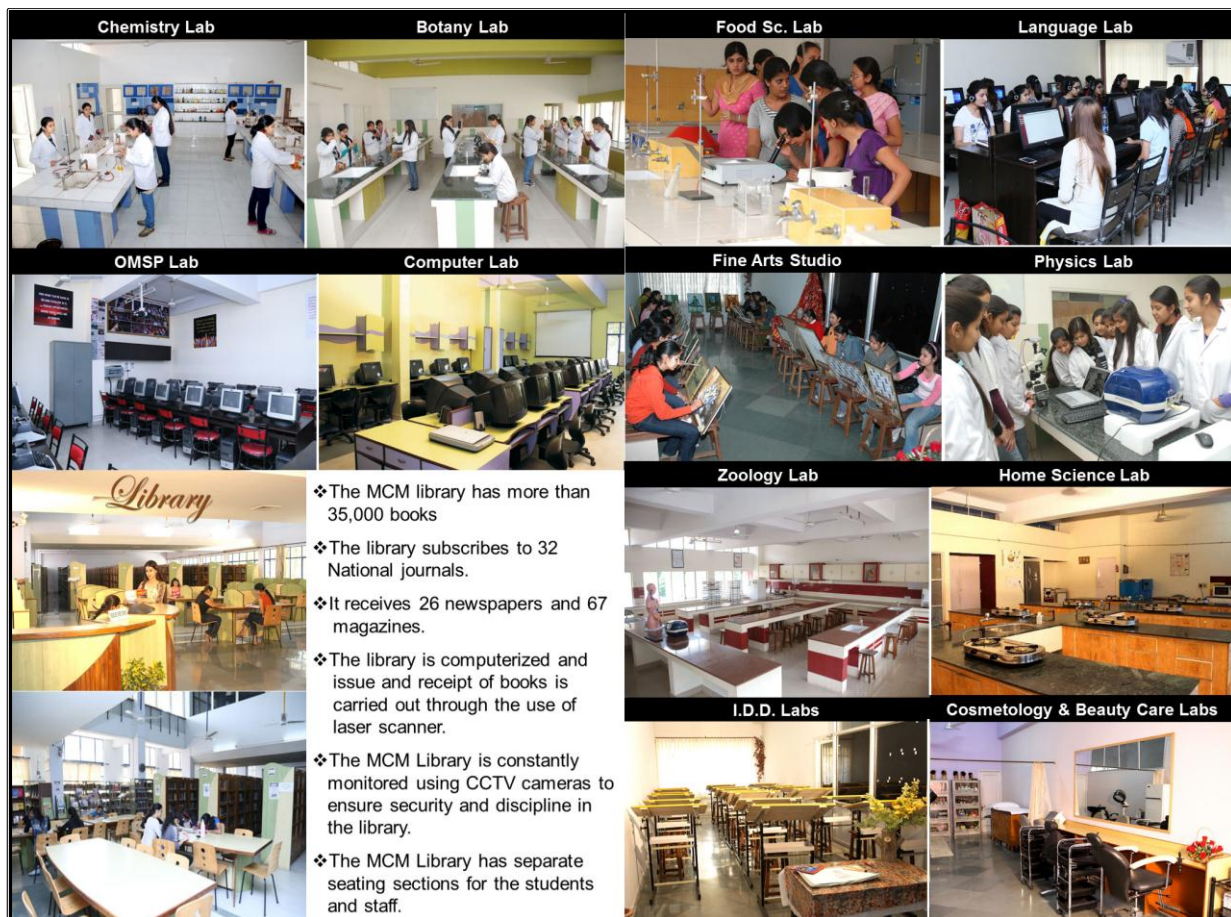 Chemistry Lab
Botany Lab
Food Sc. Lab
Language Lab
OMSP Lab
Computer Lab
Fine Arts Studio
Physics Lab
Library
❖The MCM library has more than
35,000 books
❖The library subscribes to 32
National journals.
❖It receives 26 newspapers and 67
magazines.
❖The library is computerized and
issue and receipt of books is
carried out through the use of
laser scanner.
❖The MCM Library is constantly
monitored using CCTV cameras to
ensure security and discipline in
the library.
❖The MCM Library has separate
seating sections for the students
and staff.
Zoology Lab
Home Science Lab
I.D.D. Labs
Cosmetology & Beauty Care Labs